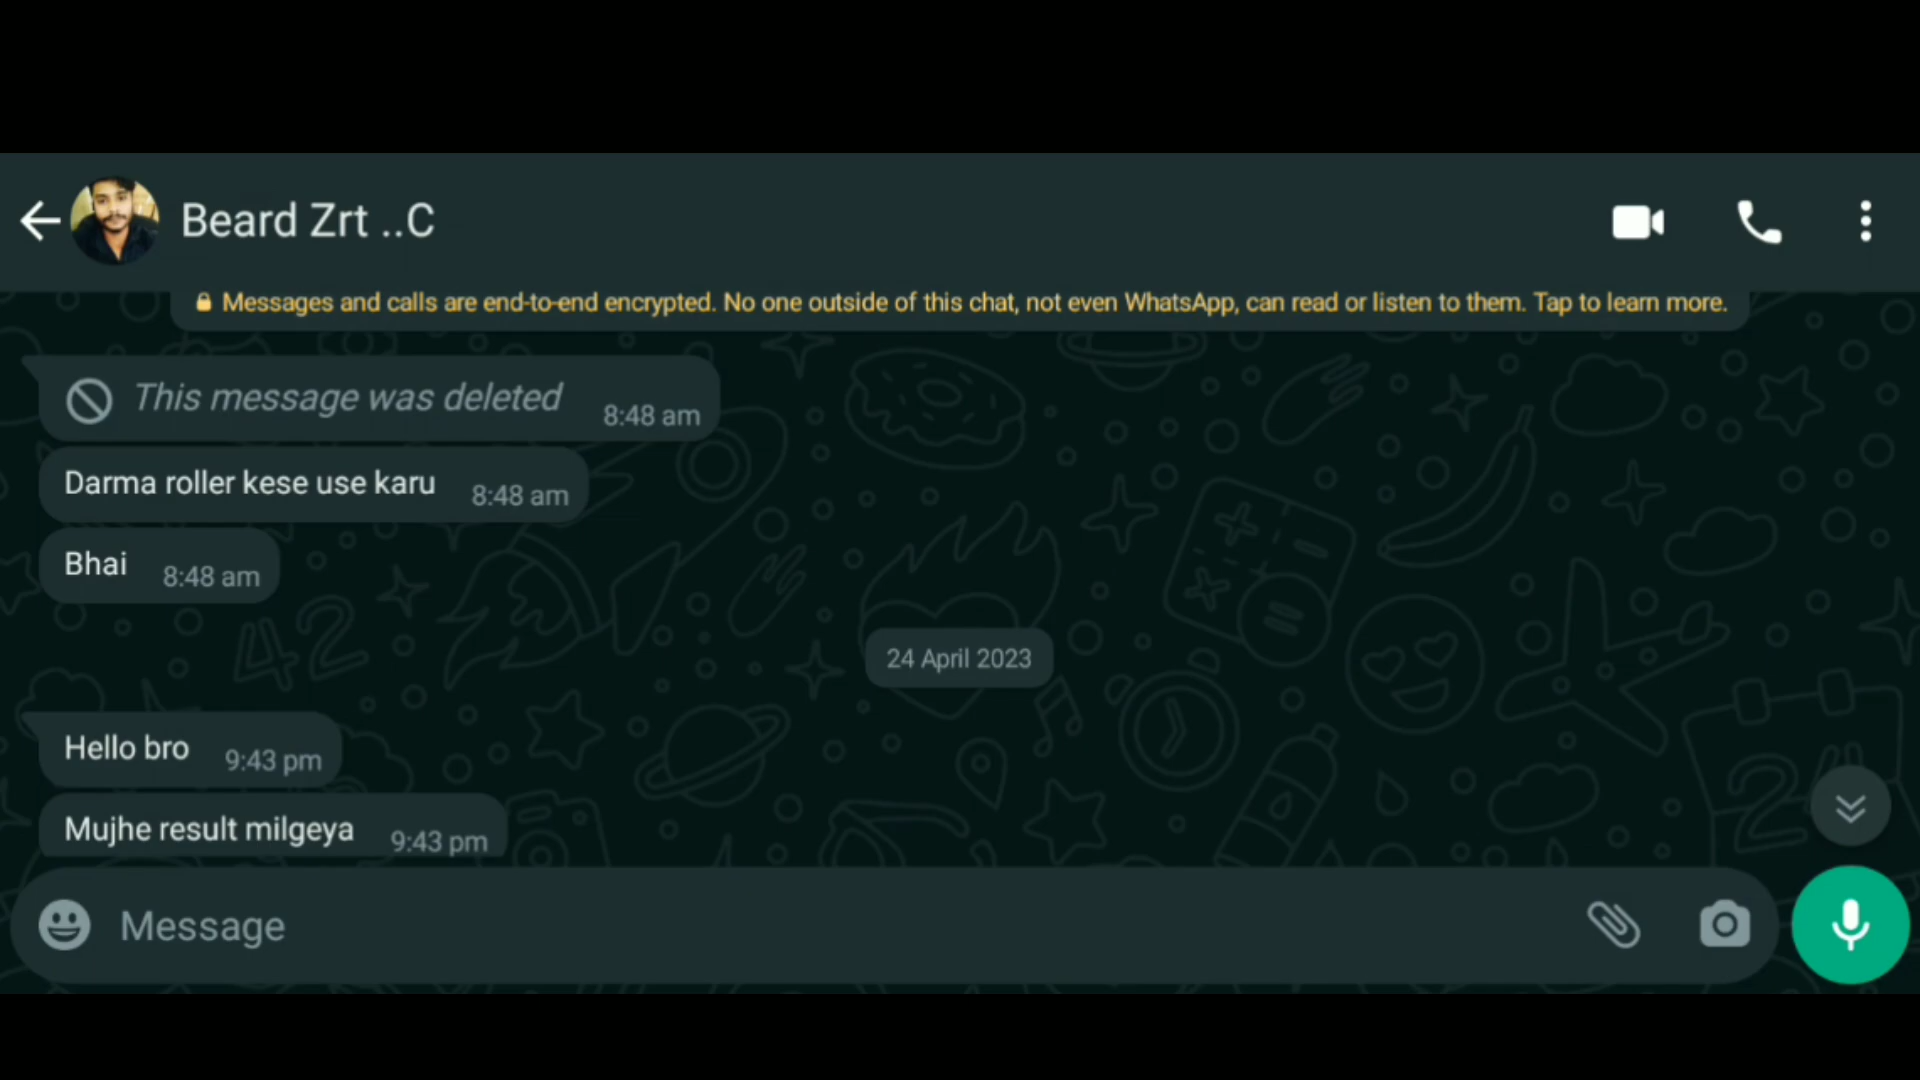 Beard Zrt ..C
Messages and calls are end-to-end encrypted. No one outside of this chat, not even WhatsApp, can read or listen to them. Tap to learn more.
This message was deleted 8:48 am
Darma roller kese use karu 8:48 am
Bhai 8:48 am
24 April 2023
Hello bro 9:43 pm
Mujhe result milgeya 9:43 pm
Message